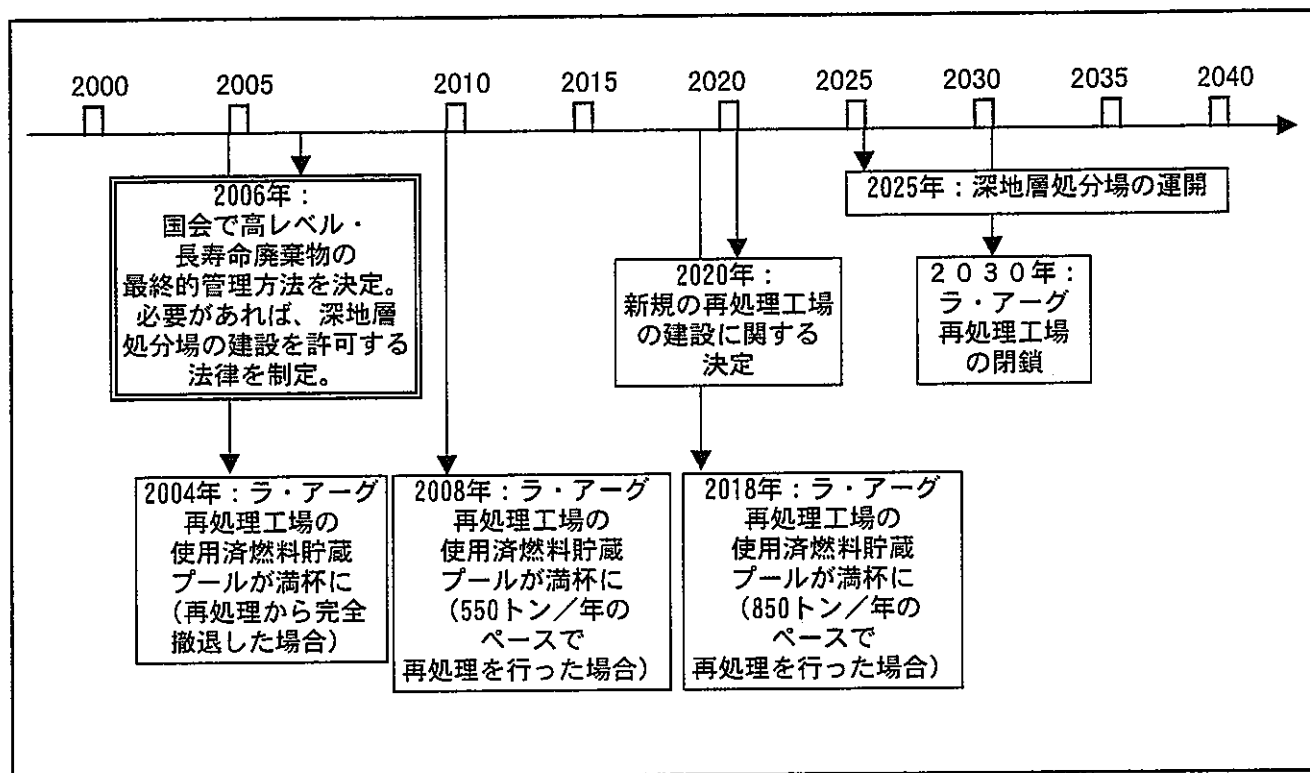 2000 2005 2010 2015 2020 2025 2030 2035 2040
2006年：
国会で高レベル・
長寿命廃棄物の
最終的管理方法を決定。
必要があれば、深地層
処分場の建設を許可する
法律を制定。
2020年：
新規の再処理工場
の建設に関する
決定
2025年：深地層処分場の運開
２０３０年：
ラ・アーグ
再処理工場
の閉鎖
2004年：ラ・アーグ
再処理工場の
使用済燃料貯蔵
プールが満杯に
（再処理から完全
撤退した場合）
2008年：ラ・アーグ
再処理工場の
使用済燃料貯蔵
プールが満杯に
（550トン／年の
ペースで
再処理を行った場合）
2018年：ラ・アーグ
再処理工場の
使用済燃料貯蔵
プールが満杯に
（850トン／年の
ペースで
再処理を行った場合）